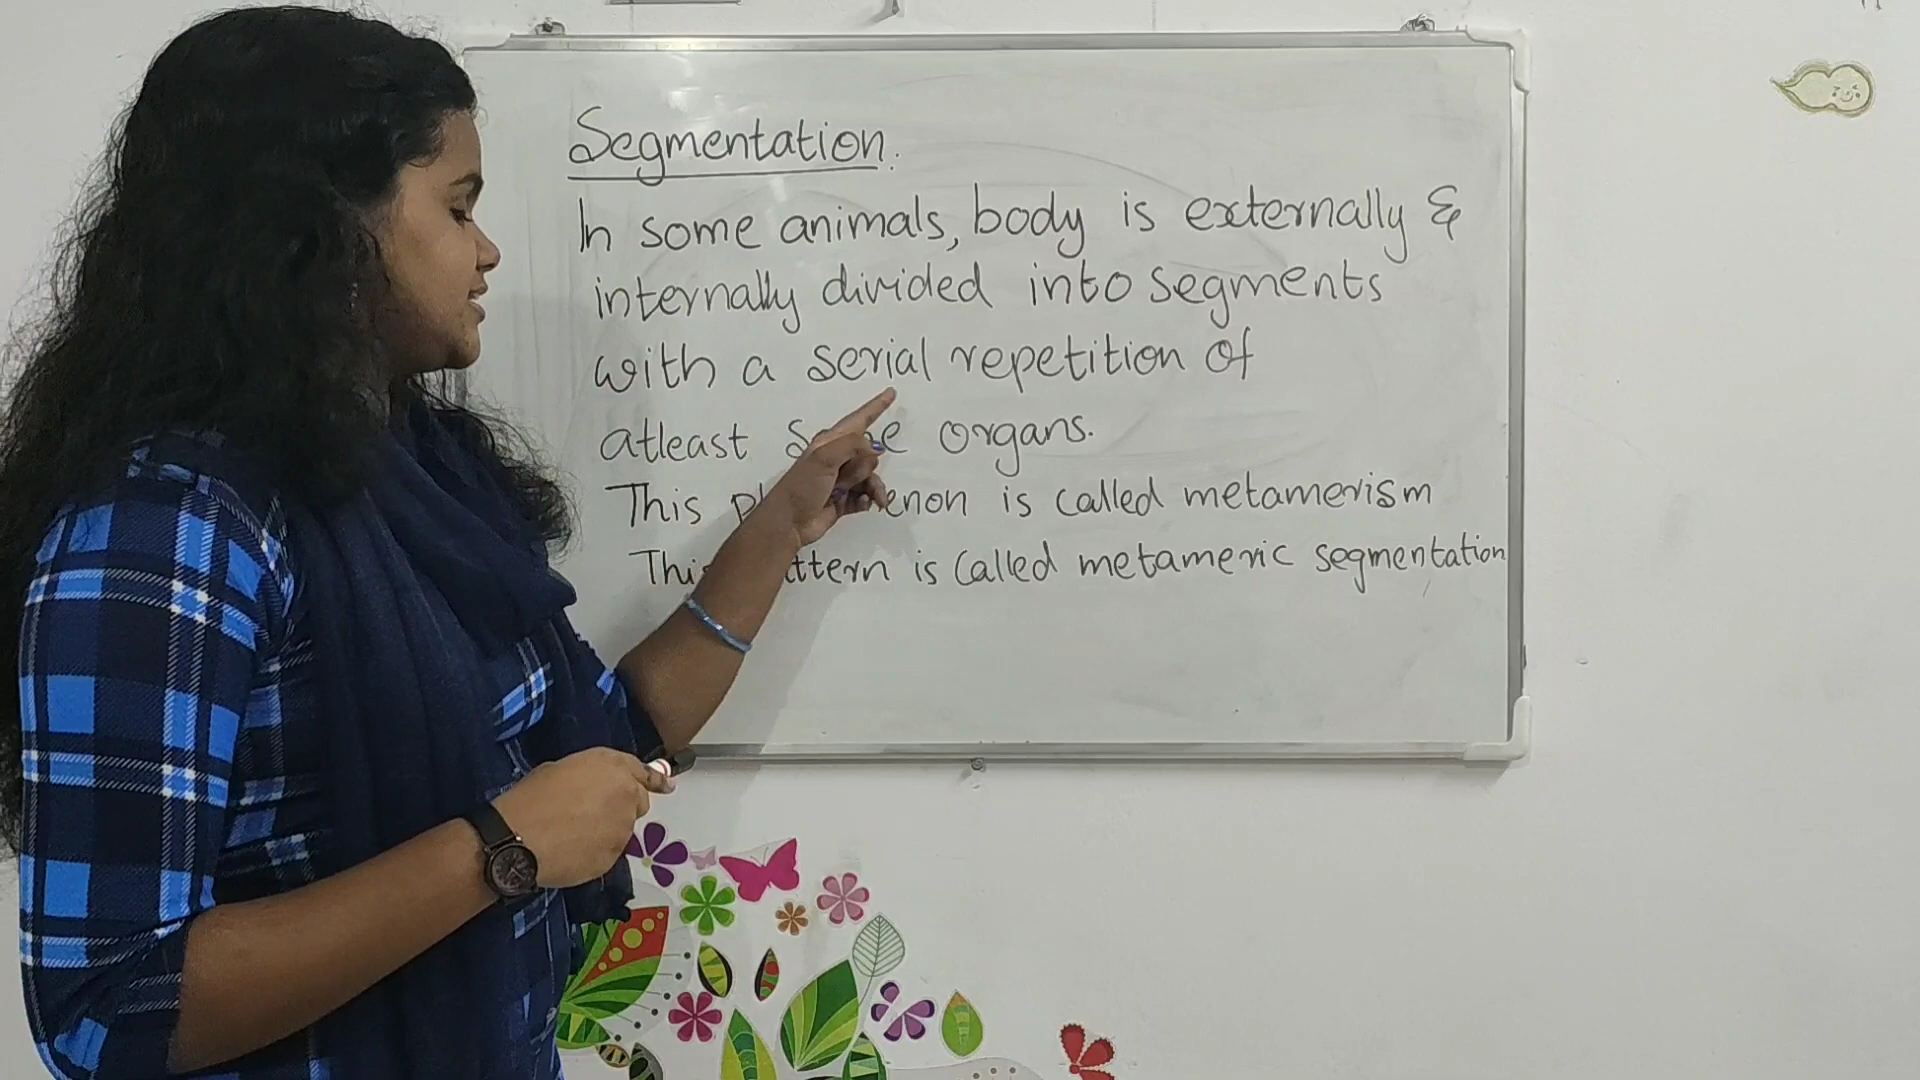 Segmentation.
In some animals, body is externally &
internally divided into segments
with a serial repetition of
atleast organs.
This is called metamerism
This is called metameric segmentation